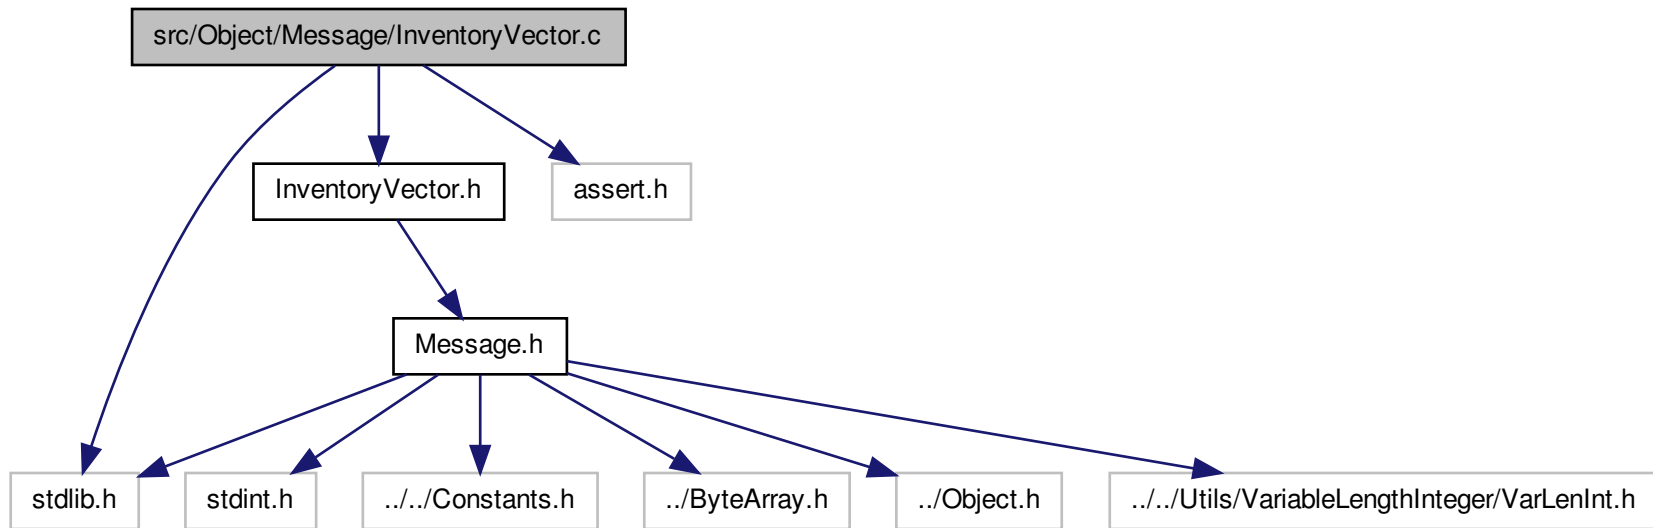 src/Object/Message/InventoryVector.c
InventoryVector.h
assert.h
Message.h
stdlib.h
stdint.h
../../Constants.h
../ByteArray.h
../Object.h
../../Utils/VariableLengthInteger/VarLenInt.h